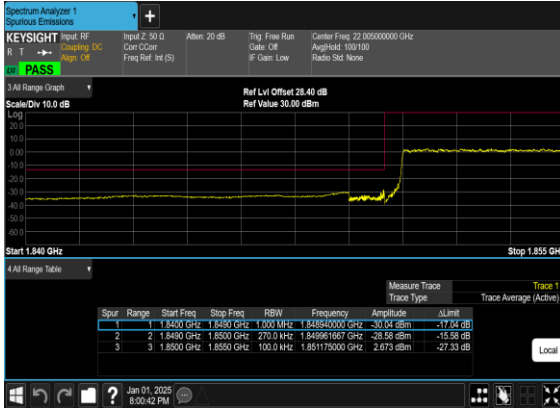 Spectrum Analyzer 1
Spurious Emissions
+
KEYSIGHT Input: RF Input Z: 50 Ω Atten: 20 dB Trig: Free Run Center Freq: 22.005000000 GHz
R T Coupling: DC Corr CCorr Gate: Off Avg|Hold: 100/100
Align: Off Freq Ref: Int (S) IF Gain: Low Radio Std: None
PASS
3 All Range Graph
Ref Lvl Offset 28.40 dB
Scale/Div 10.0 dB Ref Value 30.00 dBm
Log
20.0
10.0
0.00
-10.0
-20.0
-30.0
-40.0
-50.0
-60.0
Start 1.840 GHz Stop 1.855 GH
4 All Range Table
Measure Trace Trace 1
Trace Type Trace Average (Active)
Spur Range Start Freq Stop Freq RBW Frequency Amplitude ΔLimit
1 1 1.8400 GHz 1.8490 GHz 1.000 MHz 1.848940000 GHz -30.04 dBm -17.04 dB
2 2 1.8490 GHz 1.8500 GHz 270.0 kHz 1.849961667 GHz -28.58 dBm -15.58 dB
3 3 1.8500 GHz 1.8550 GHz 100.0 kHz 1.851175000 GHz 2.673 dBm -27.33 dB
Local
?
Jan 01, 2025
8:00:42 PM